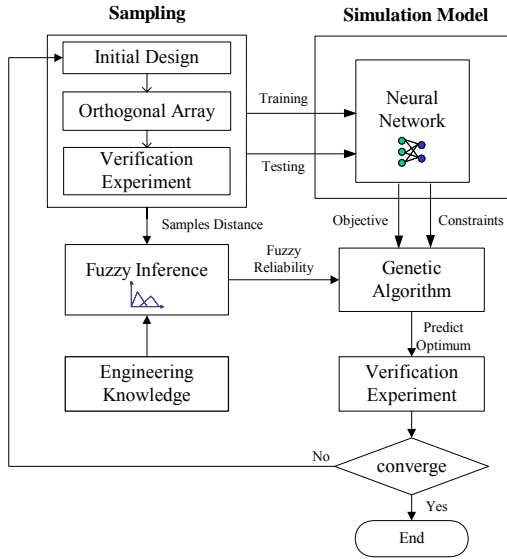 Sampling
Simulation Model
Initial Design
Orthogonal Array
Verification
Experiment
Training
Testing
Neural
Network
Samples Distance
Objective
Constraints
Fuzzy Inference
Fuzzy
Reliability
Genetic
Algorithm
Engineering
Knowledge
Predict
Optimum
Verification
Experiment
No
converge
Yes
End